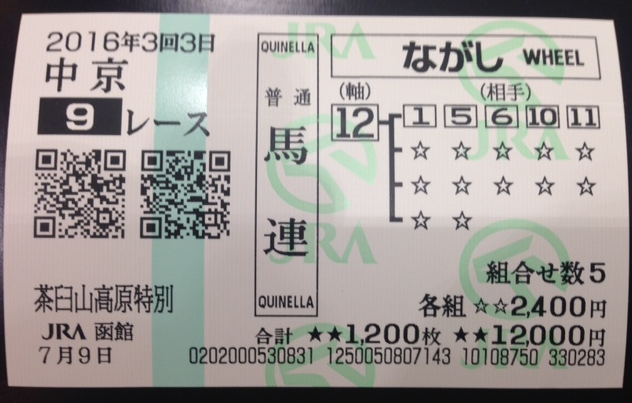 2016年3回3日
中京
9レース
茶臼山高原特別
JRA 函館
7月9日
QUINELLA
普通
馬連
QUINELLA
ながし WHEEL
(軸) (相手)
12 1 5 6 10 11
☆ ☆ ☆ ☆ ☆
☆ ☆ ☆ ☆ ☆
☆ ☆
組合せ数5
各組 ☆☆2,400円
合計 ★★1,200枚 ★★12,000円
0202000530831 1250050807143 10108750 330283
JRA
JRA
JRA
JRA